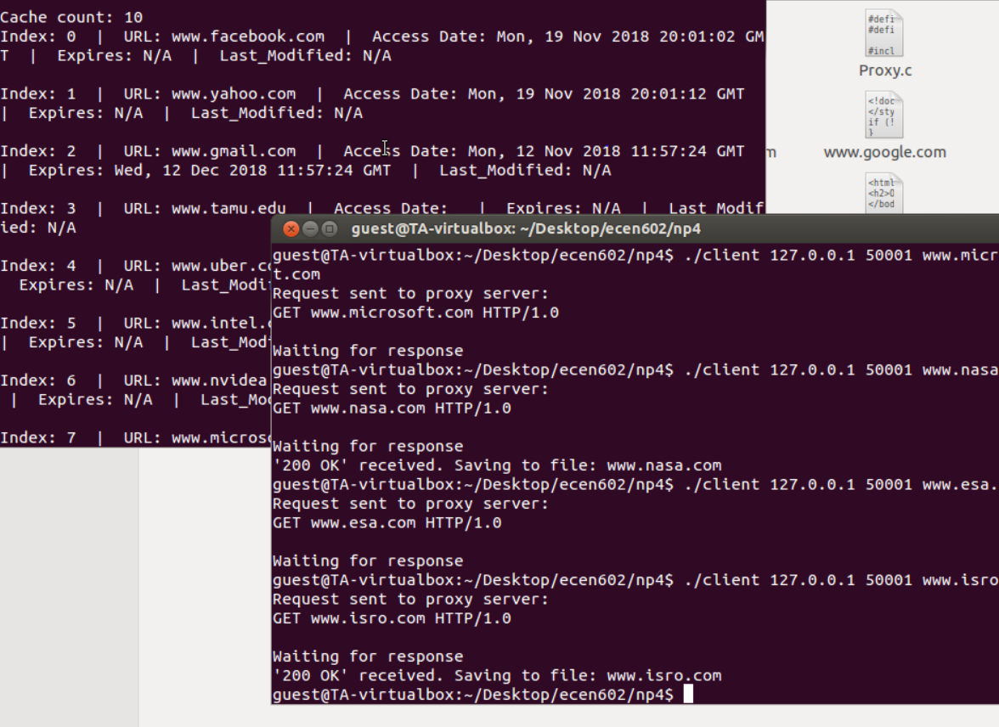 Cache count: 10
Index: 0  |  URL: www.facebook.com  |  Access Date: Mon, 19 Nov 2018 20:01:02 GM
T  |  Expires: N/A  |  Last_Modified: N/A
Index: 1  |  URL: www.yahoo.com  |  Access Date: Mon, 19 Nov 2018 20:01:12 GMT
|  Expires: N/A  |  Last_Modified: N/A
Index: 2  |  URL: www.gmail.com  |  Access Date: Mon, 12 Nov 2018 11:57:24 GMT
|  Expires: Wed, 12 Dec 2018 11:57:24 GMT  |  Last_Modified: N/A
Index: 3  |  URL: www.tamu.edu  |  Access Date:   |  Expires: N/A  |  Last_Modif
ied: N/A
Index: 4  |  URL: www.uber.co
Expires: N/A  |  Last_Modi
Index: 5  |  URL: www.intel.c
|  Expires: N/A  |  Last_Mod
Index: 6  |  URL: www.nvidea
|  Expires: N/A  |  Last_Mo
Index: 7  |  URL: www.micros
#defi
#defi
#incl
Proxy.c
<!doc
</sty
if (!
}
m
www.google.com
<html
<h2>O
</bod
guest@TA-virtualbox: ~/Desktop/ecen602/np4
guest@TA-virtualbox:~/Desktop/ecen602/np4$ ./client 127.0.0.1 50001 www.micr
t.com
Request sent to proxy server:
GET www.microsoft.com HTTP/1.0
Waiting for response
guest@TA-virtualbox:~/Desktop/ecen602/np4$ ./client 127.0.0.1 50001 www.nasa
Request sent to proxy server:
GET www.nasa.com HTTP/1.0
Waiting for response
'200 OK' received. Saving to file: www.nasa.com
guest@TA-virtualbox:~/Desktop/ecen602/np4$ ./client 127.0.0.1 50001 www.esa.
Request sent to proxy server:
GET www.esa.com HTTP/1.0
Waiting for response
guest@TA-virtualbox:~/Desktop/ecen602/np4$ ./client 127.0.0.1 50001 www.isro
Request sent to proxy server:
GET www.isro.com HTTP/1.0
Waiting for response
'200 OK' received. Saving to file: www.isro.com
guest@TA-virtualbox:~/Desktop/ecen602/np4$